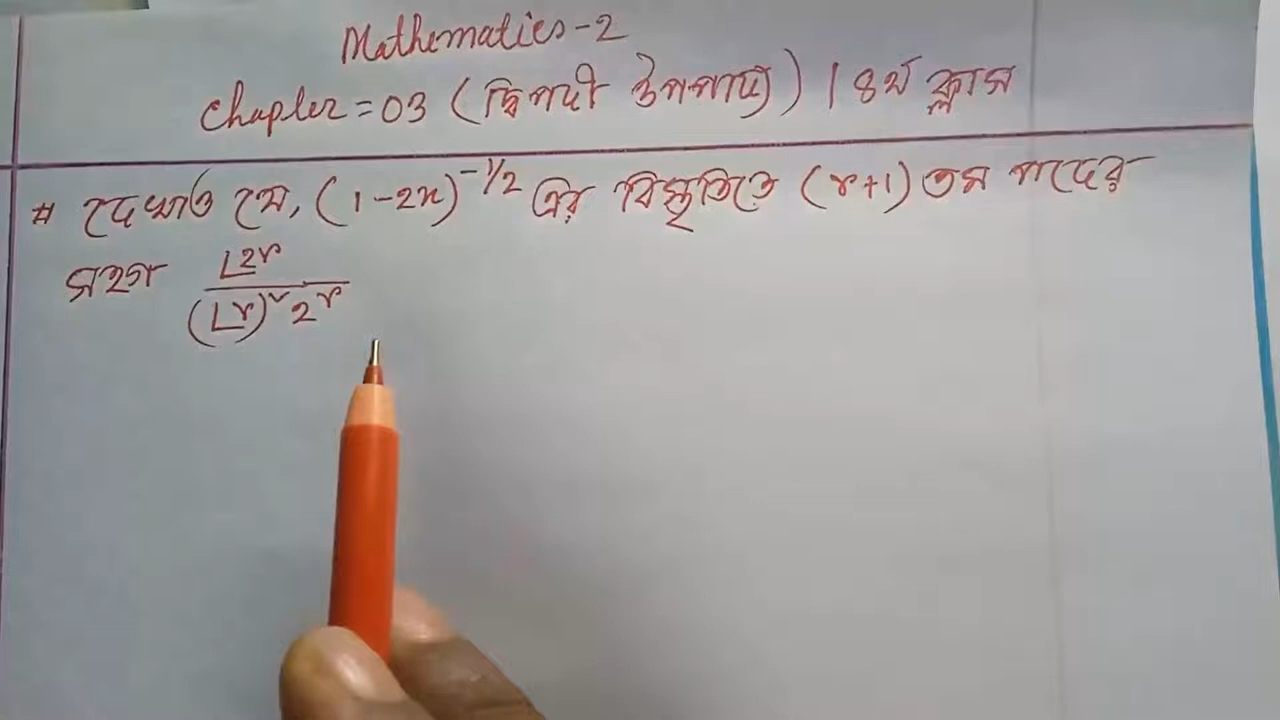 Mathematics-2
Chapter = 03 (দ্বিপদী উপপাদ্য) | ৪র্থ ক্লাস
# দেখাও যে, (1-2x)^-1/2 এর বিস্তৃতিতে (r+1) তম পদের
সহগ ∟2r / (∟r)² 2^r